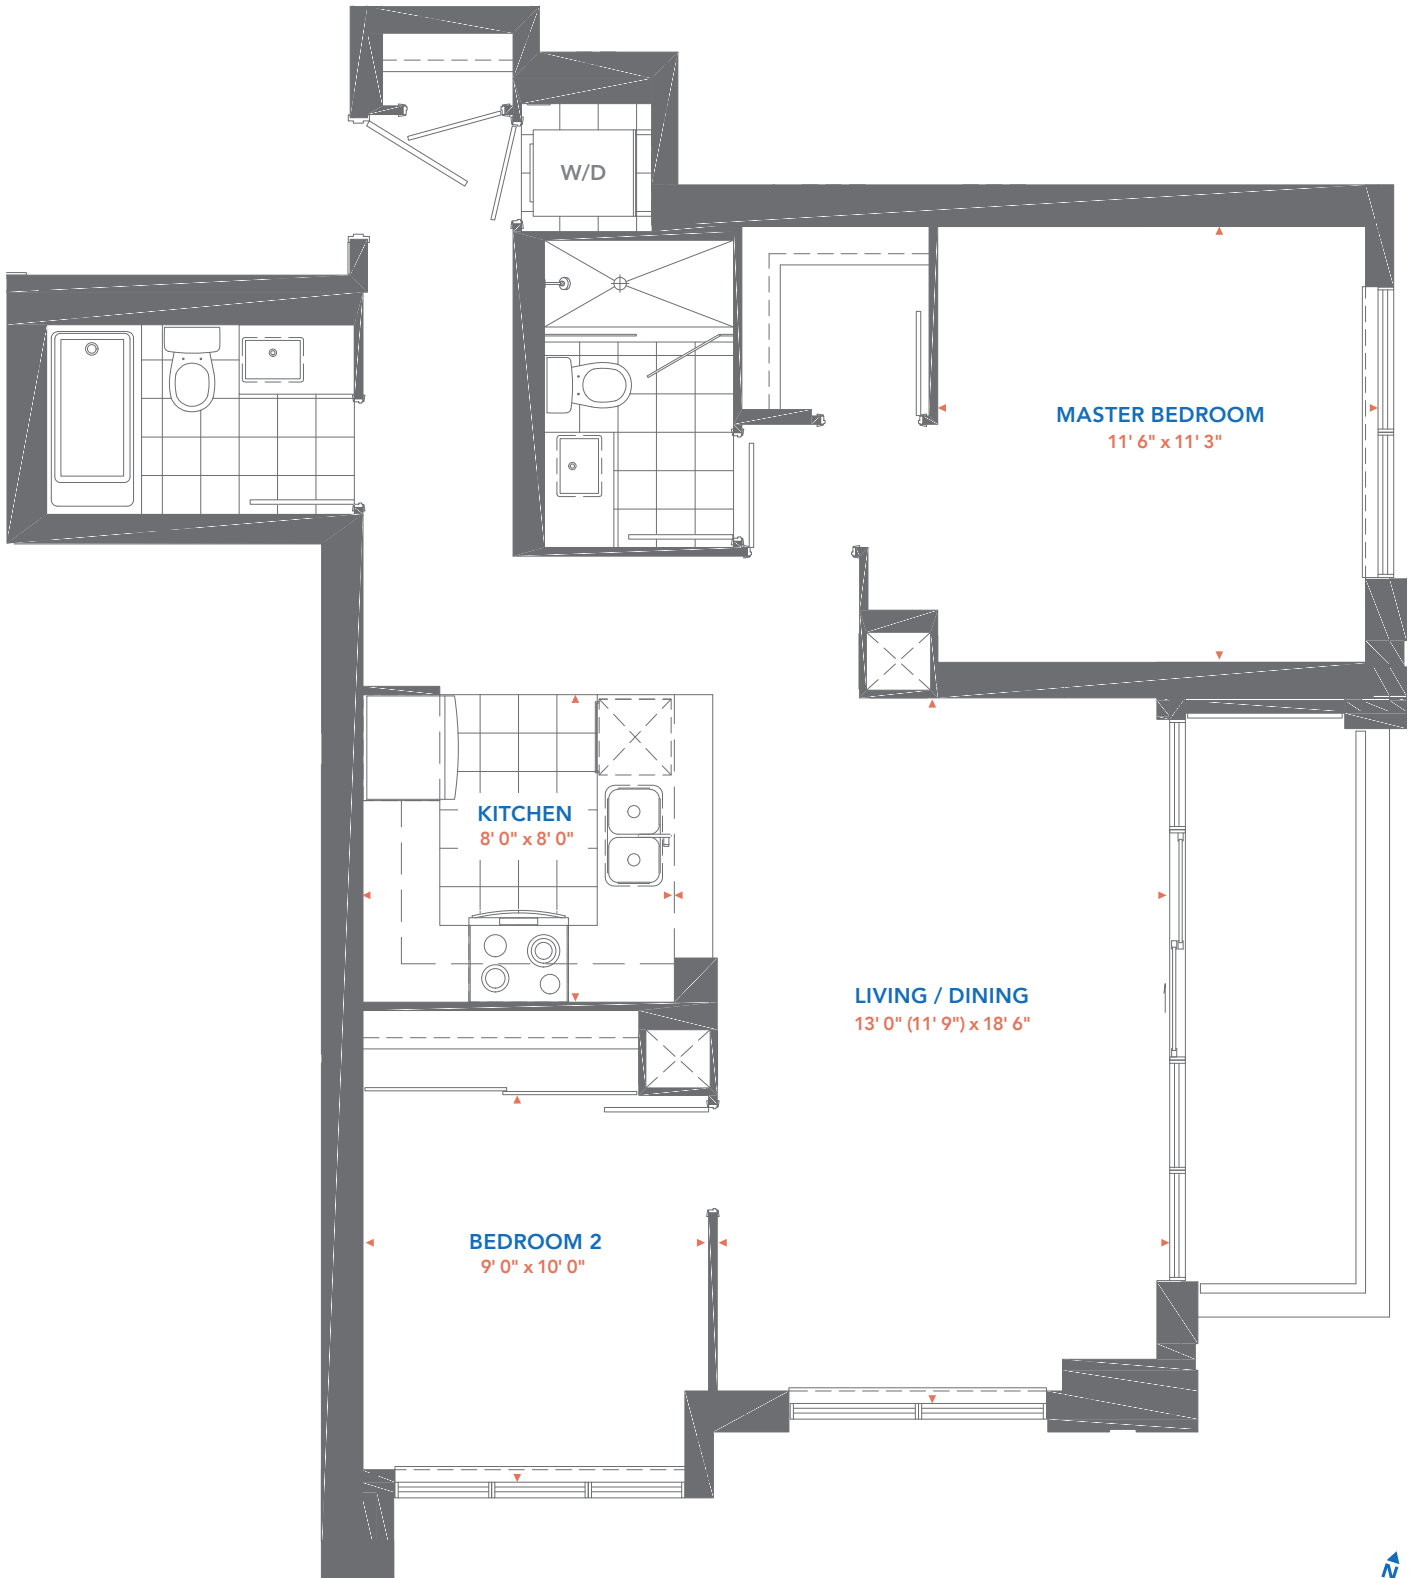 W/D
MASTER BEDROOM
11' 6" x 11' 3"
KITCHEN
8' 0" x 8' 0"
LIVING / DINING
13' 0" (11' 9") x 18' 6"
BEDROOM 2
9' 0" x 10' 0"
N